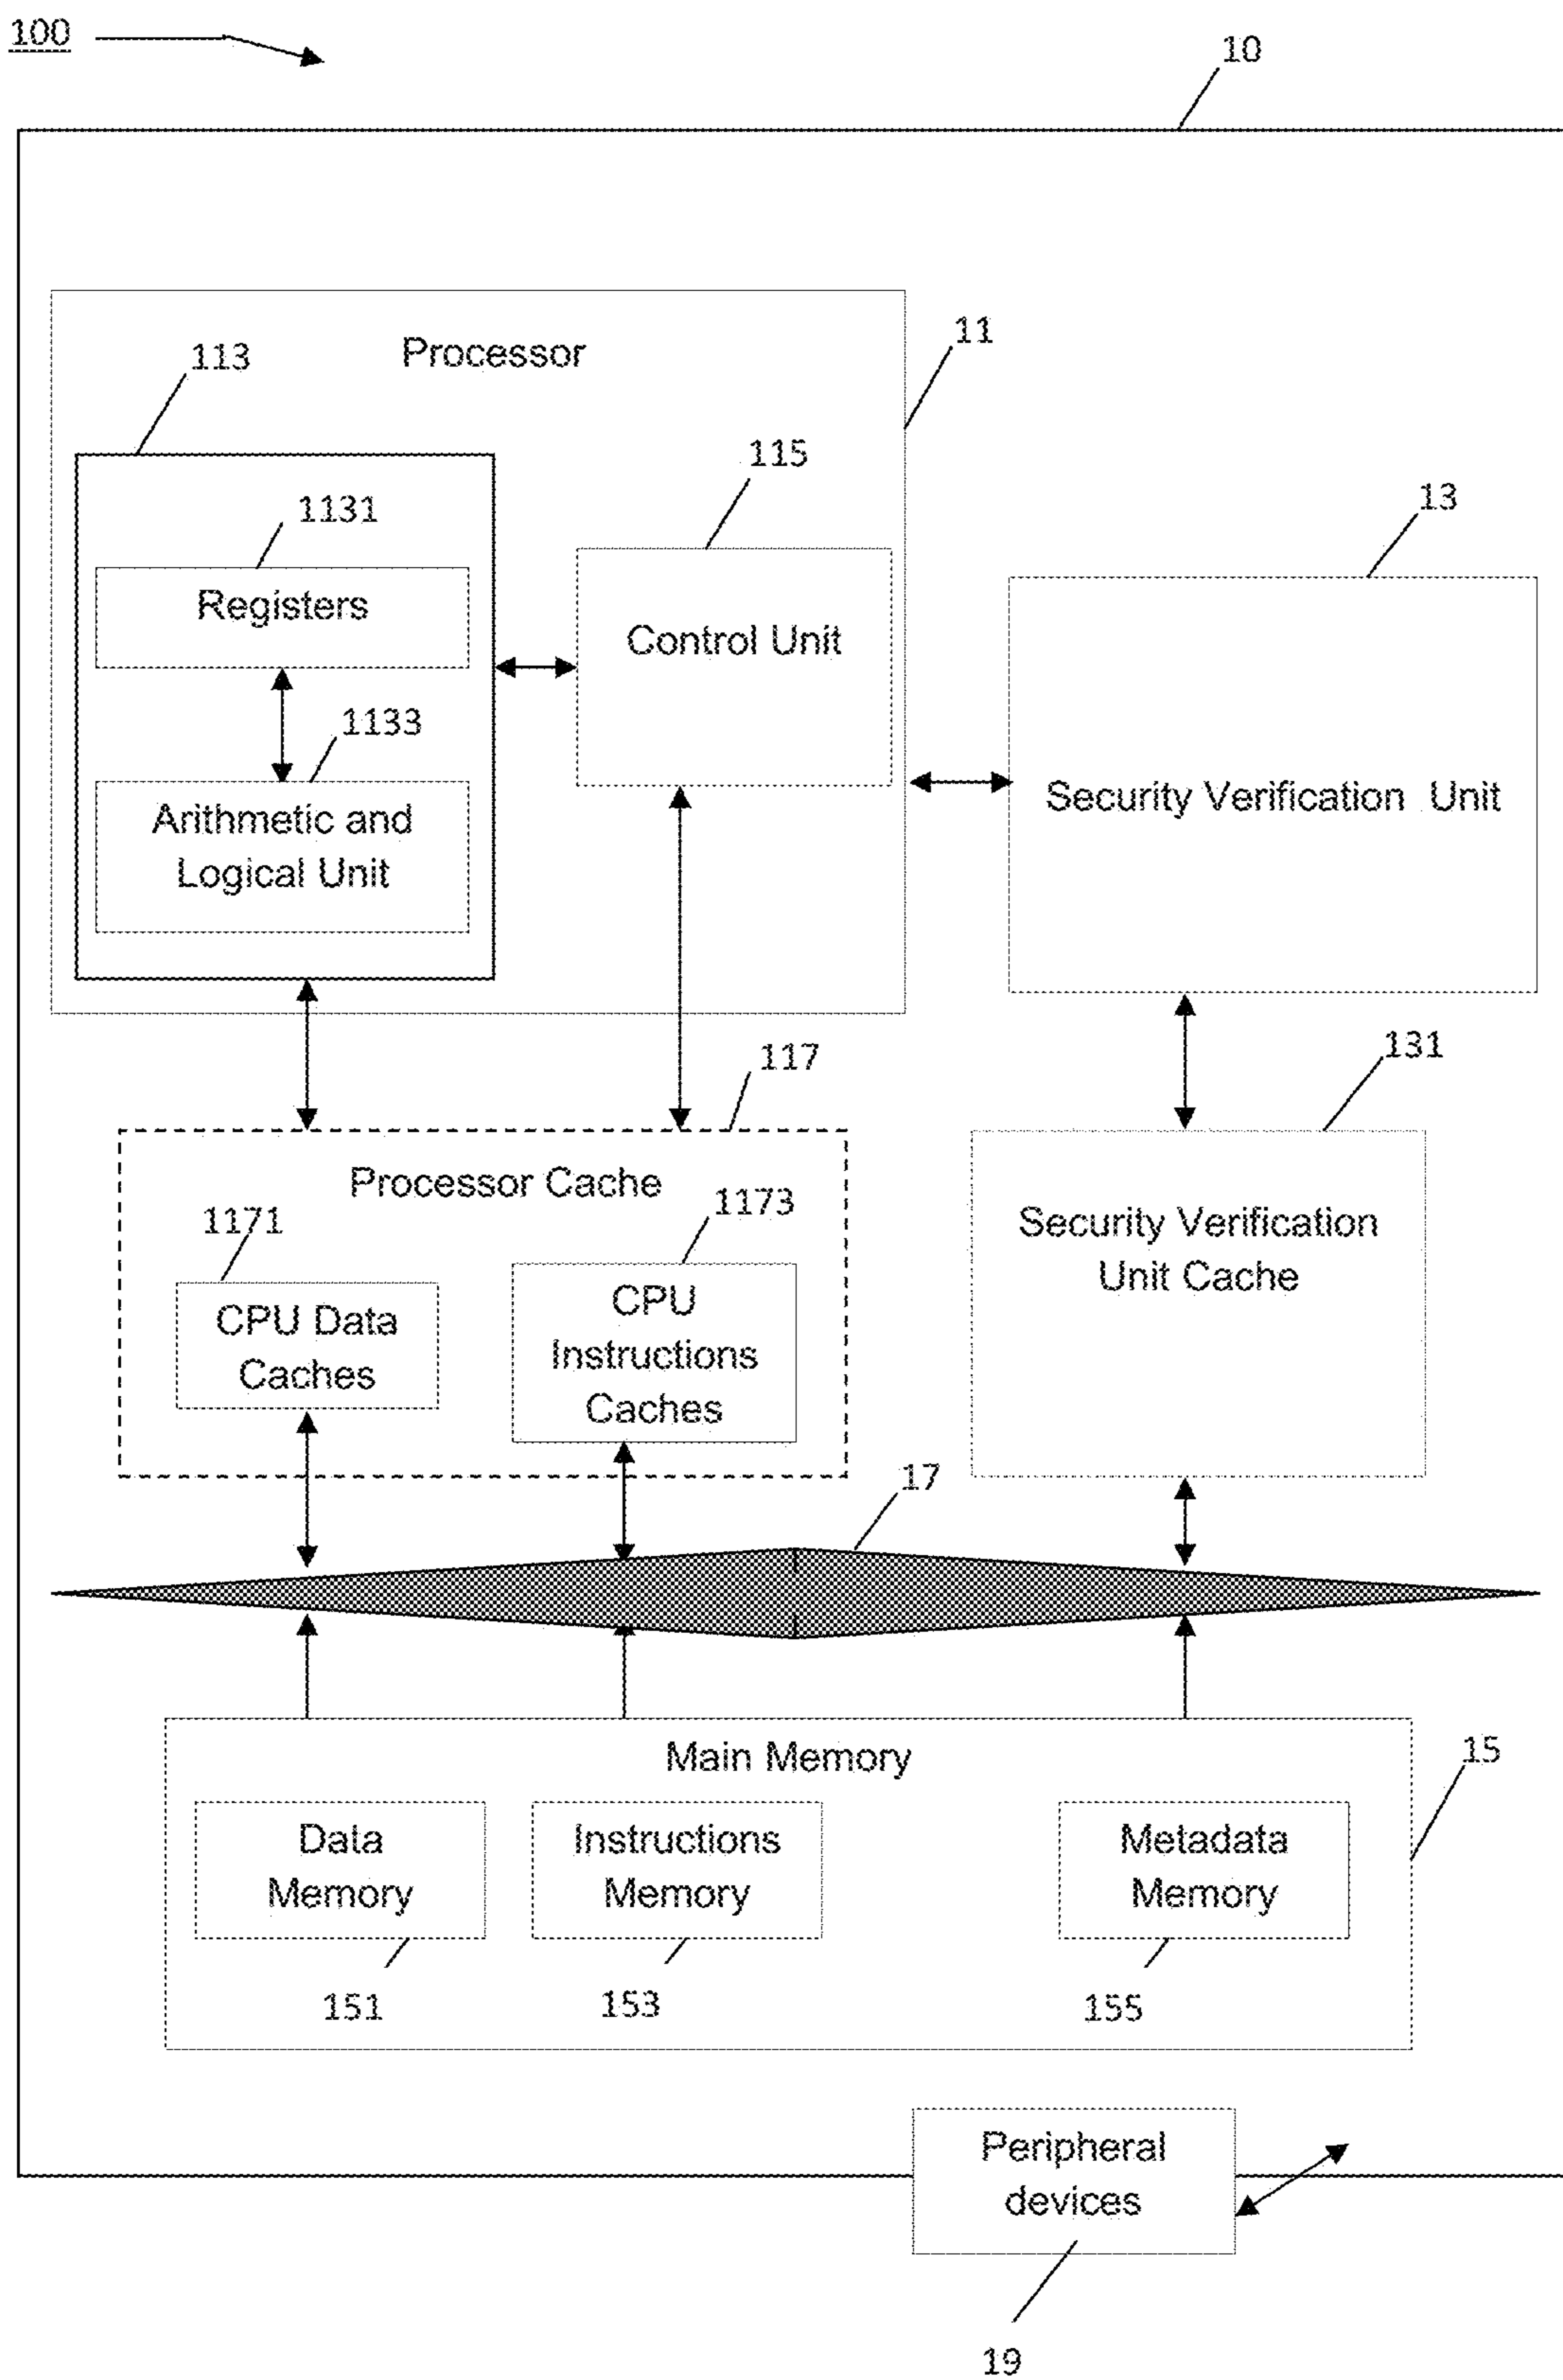 100
10
Processor
11
113
115
1131
Registers
13
Control Unit
1133
Security Verification Unit
Arithmetic and
Logical Unit
117
131
Processor Cache
1171
1173
Security Verification
Unit Cache
CPU Data
Caches
CPU
Instructions
Caches
17
Main Memory
15
Data
Memory
Instructions
Memory
Metadata
Memory
151
153
155
Peripheral
devices
19